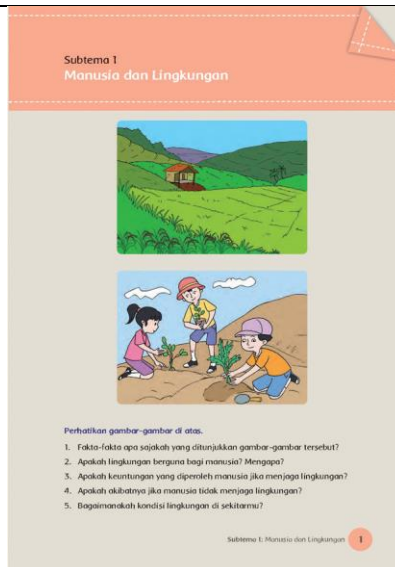 Subtema 1
Manusia dan Lingkungan
Perhatikan gambar-gambar di atas.
1. Fakta-fakta apa sajakah yang ditunjukkan gambar-gambar tersebut?
2. Apakah lingkungan berguna bagi manusia? Mengapa?
3. Apakah keuntungan yang diperoleh manusia jika menjaga lingkungan?
4. Apakah akibatnya jika manusia tidak menjaga lingkungan?
5. Bagaimanakah kondisi lingkungan di sekitarmu?
Subtema 1: Manusia dan Lingkungan 1